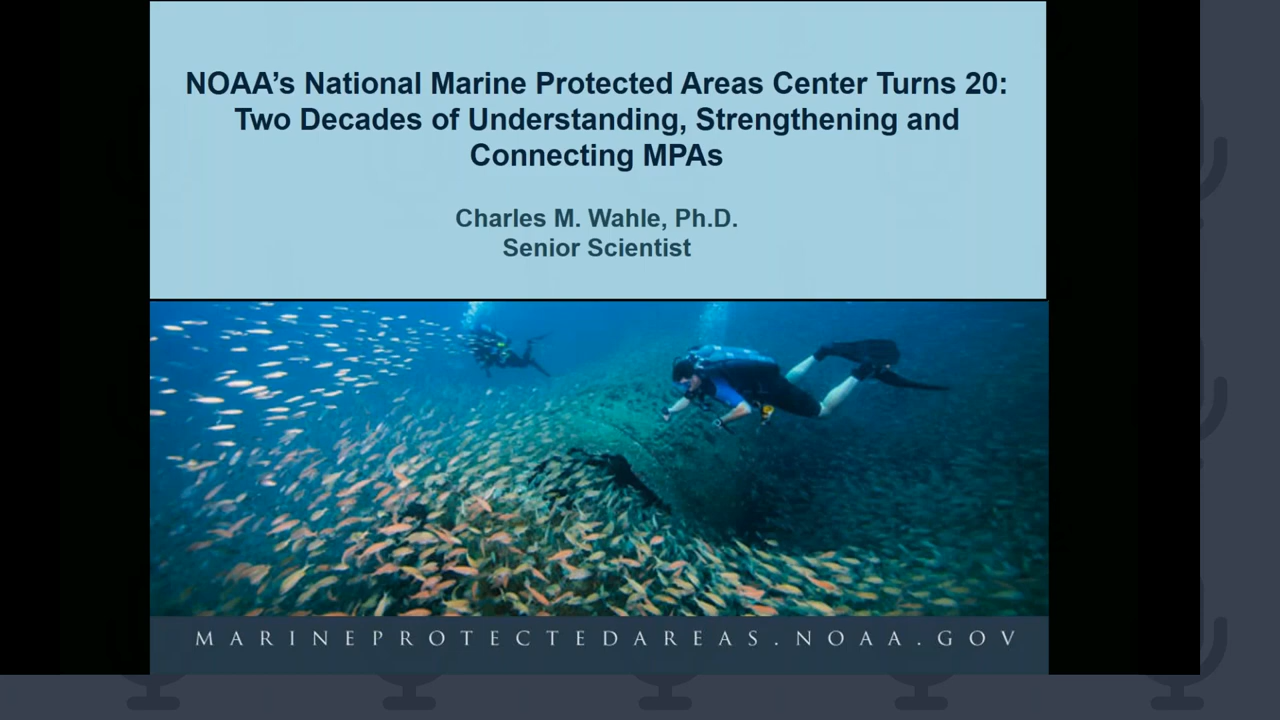 NOAA’s National Marine Protected Areas Center Turns 20:
Two Decades of Understanding, Strengthening and
Connecting MPAs
Charles M. Wahle, Ph.D.
Senior Scientist
MARINEPROTECTEDAREAS.NOAA.GOV